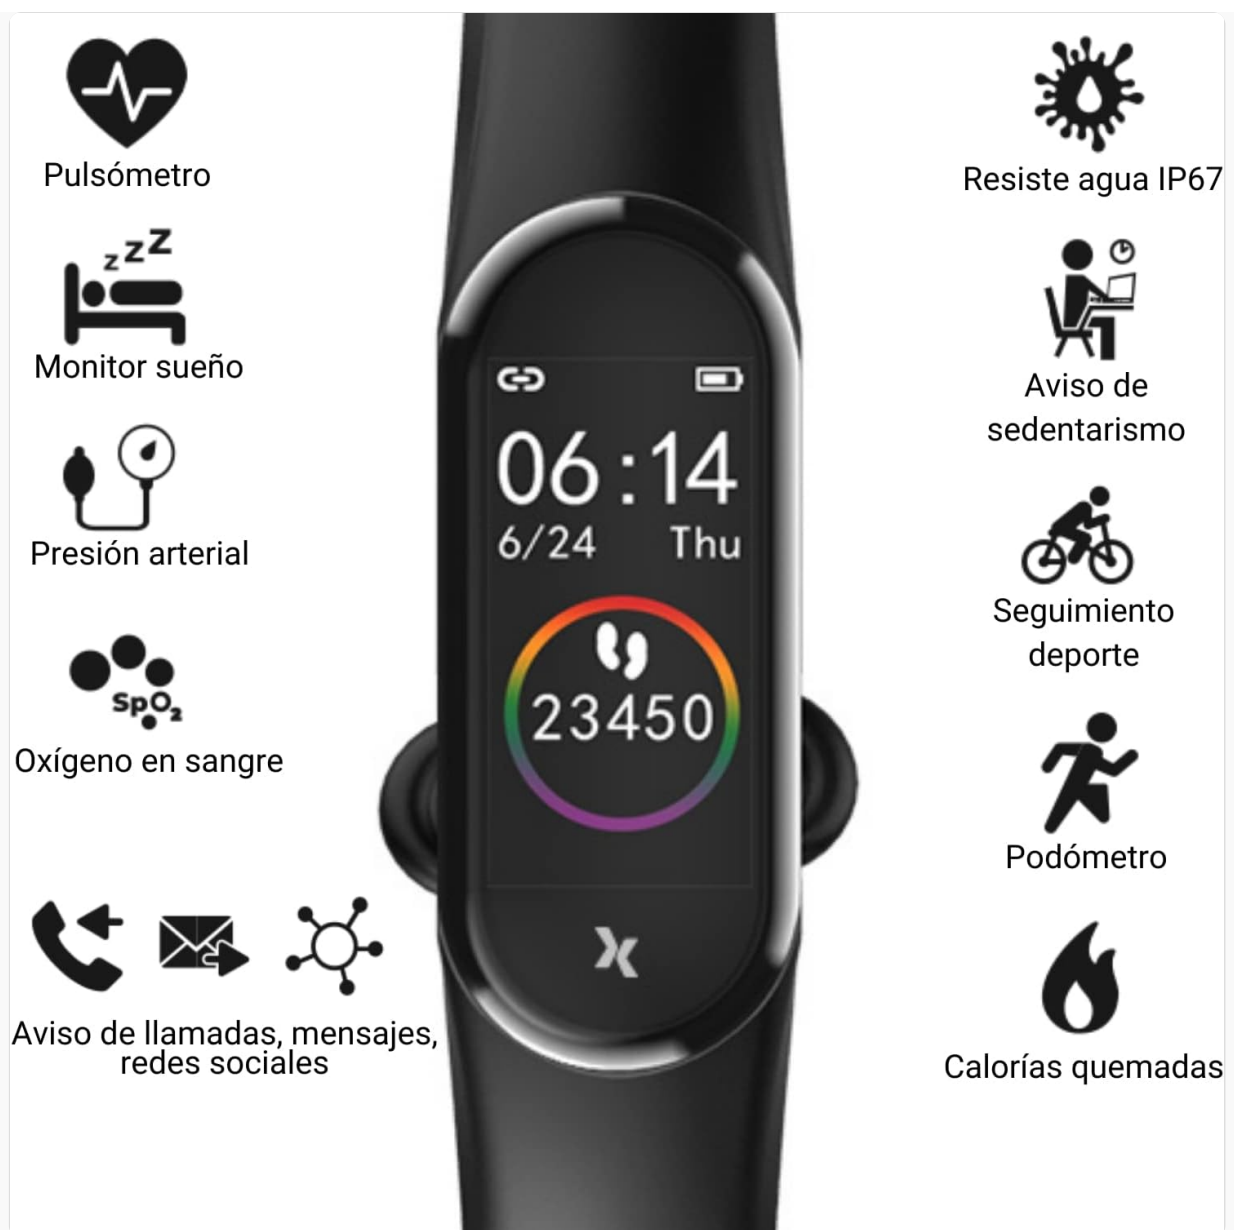 Pulsómetro
zzZ
Monitor sueño
Presión arterial
SpO₂
Oxígeno en sangre
Aviso de llamadas, mensajes,
redes sociales
06:14
6/24 Thu
23450
Resiste agua IP67
Aviso de
sedentarismo
Seguimiento
deporte
Podómetro
Calorías quemadas